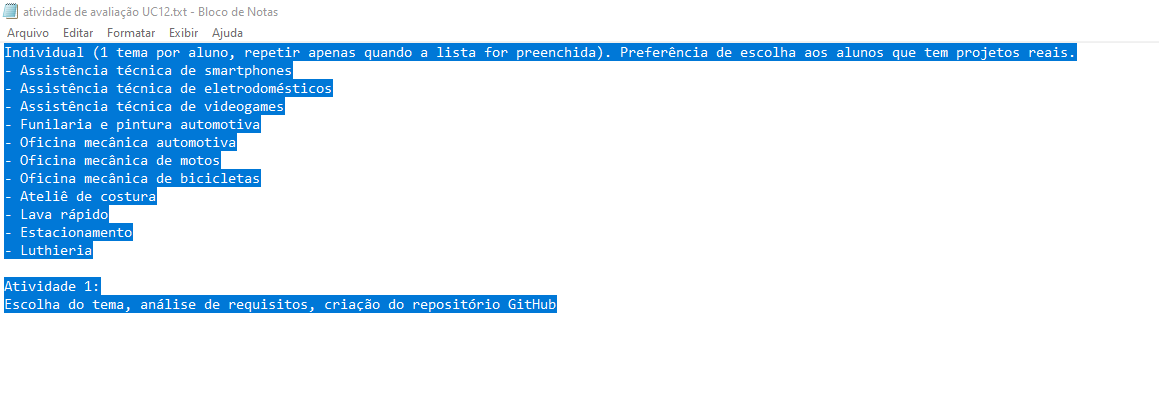 atividade de avaliação UC12.txt - Bloco de Notas
Arquivo Editar Formatar Exibir Ajuda
Individual (1 tema por aluno, repetir apenas quando a lista for preenchida). Preferência de escolha aos alunos que tem projetos reais.
- Assistência técnica de smartphones
- Assistência técnica de eletrodomésticos
- Assistência técnica de videogames
- Funilaria e pintura automotiva
- Oficina mecânica automotiva
- Oficina mecânica de motos
- Oficina mecânica de bicicletas
- Ateliê de costura
- Lava rápido
- Estacionamento
- Luthieria
Atividade 1:
Escolha do tema, análise de requisitos, criação do repositório GitHub